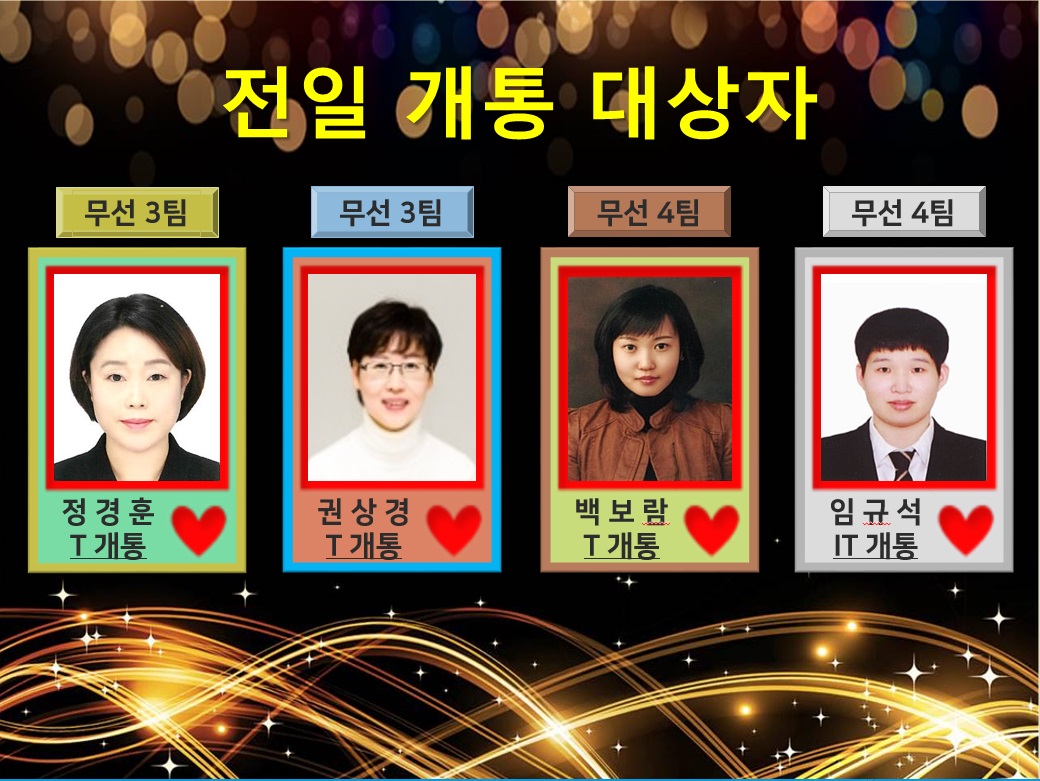 전일 개통 대상자
무선 3팀
무선 3팀
무선 4팀
무선 4팀
정 경 훈
T 개통
권 상 경
T 개통
백 보 람
T 개통
임 규 석
IT 개통